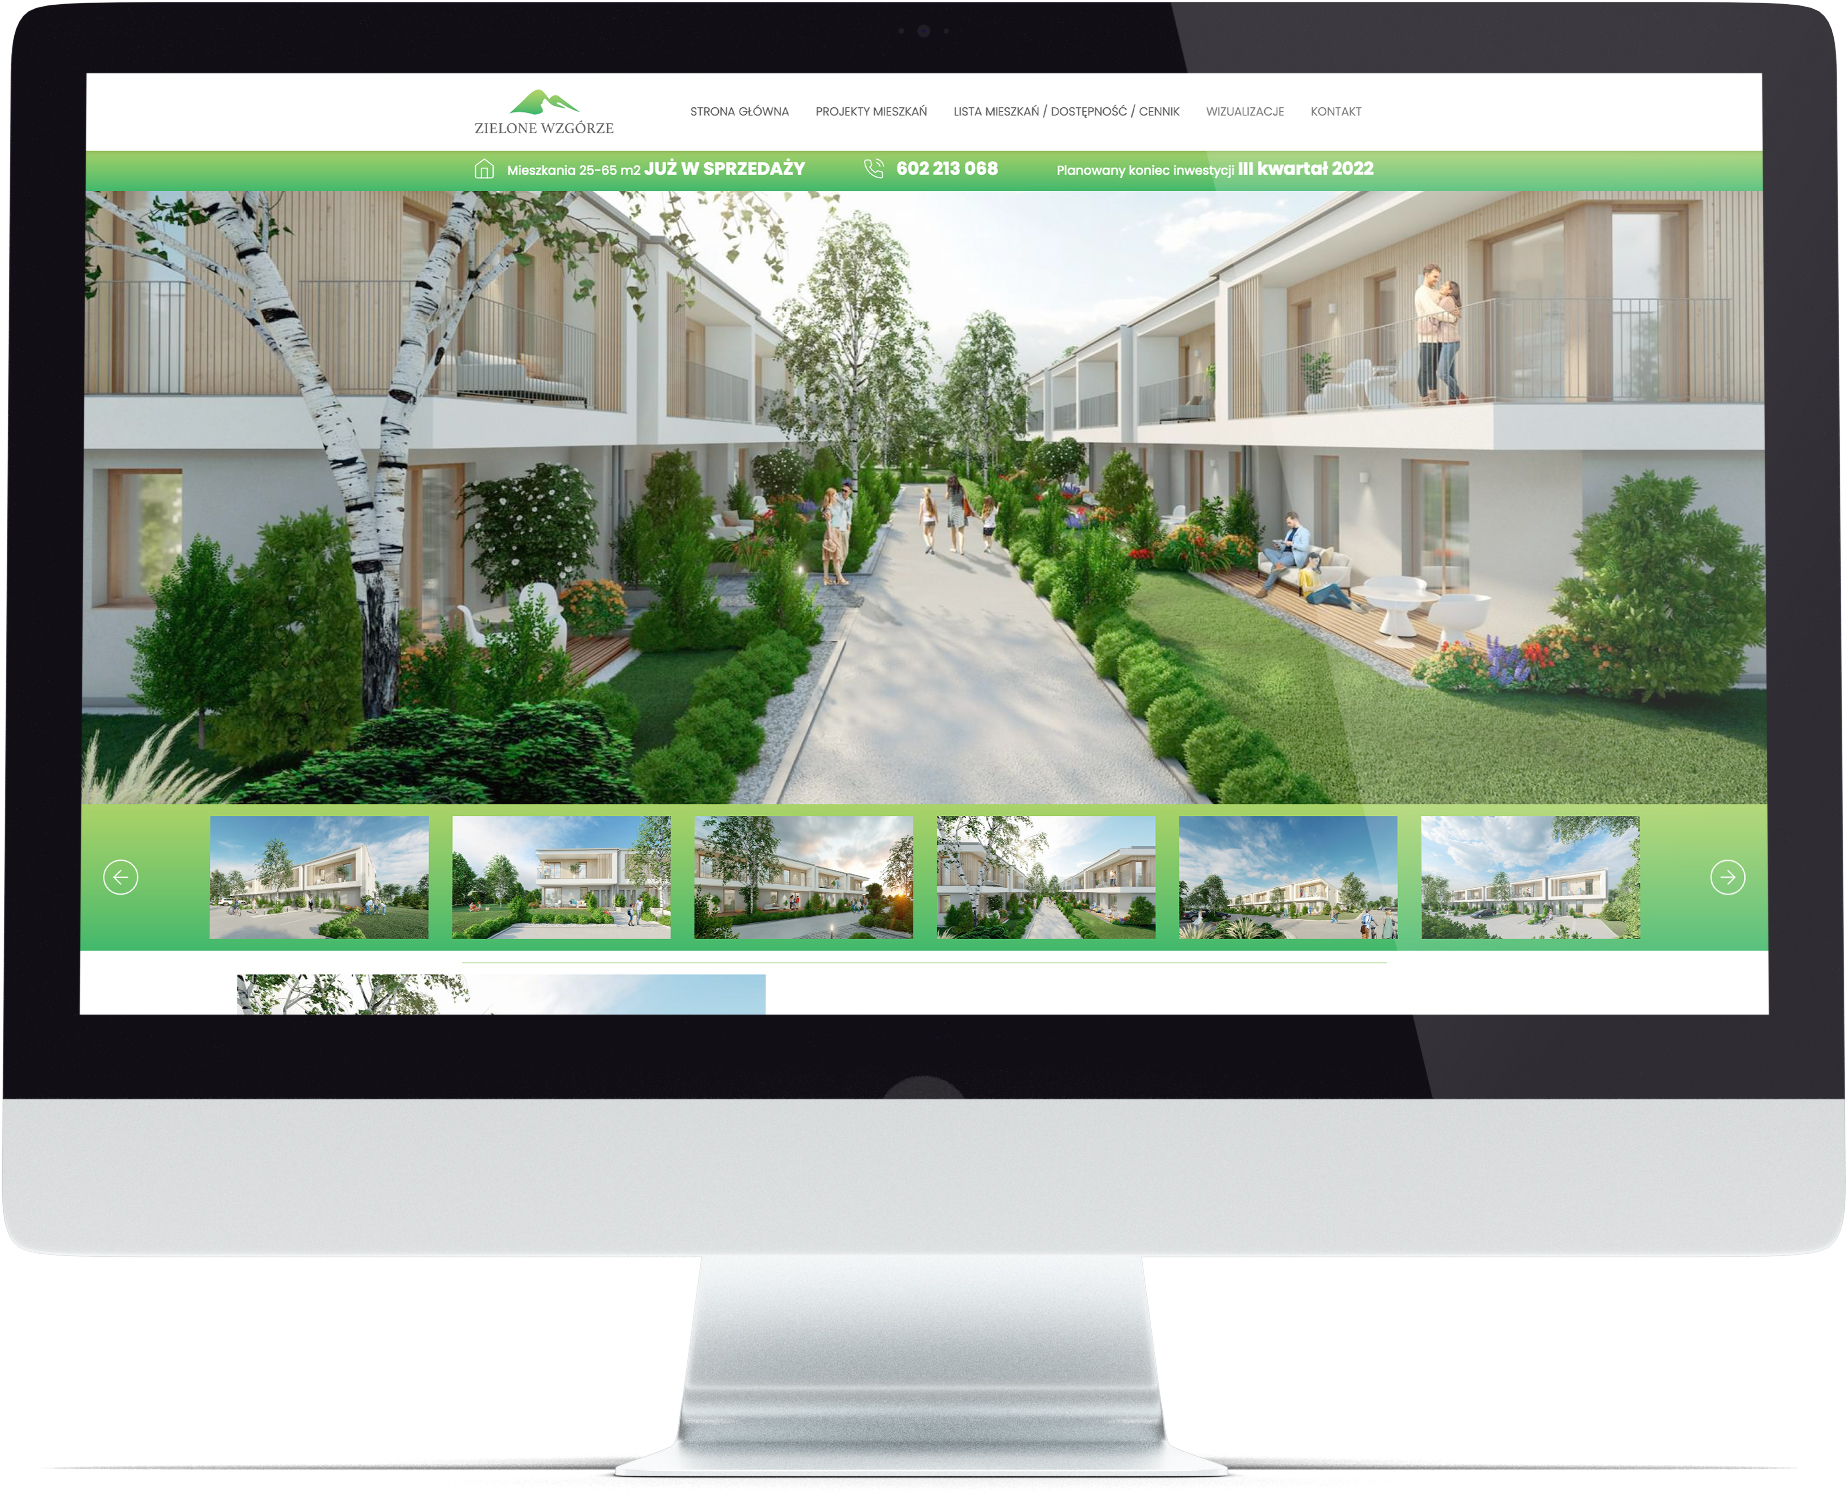 ZIELONE WZGÓRZE
STRONA GŁÓWNA PROJEKTY MIESZKAŃ LISTA MIESZKAŃ / DOSTĘPNOŚĆ / CENNIK WIZUALIZACJE KONTAKT
Mieszkania 25-65 m2 JUŻ W SPRZEDAŻY 602 213 068 Planowany koniec inwestycji III kwartał 2022